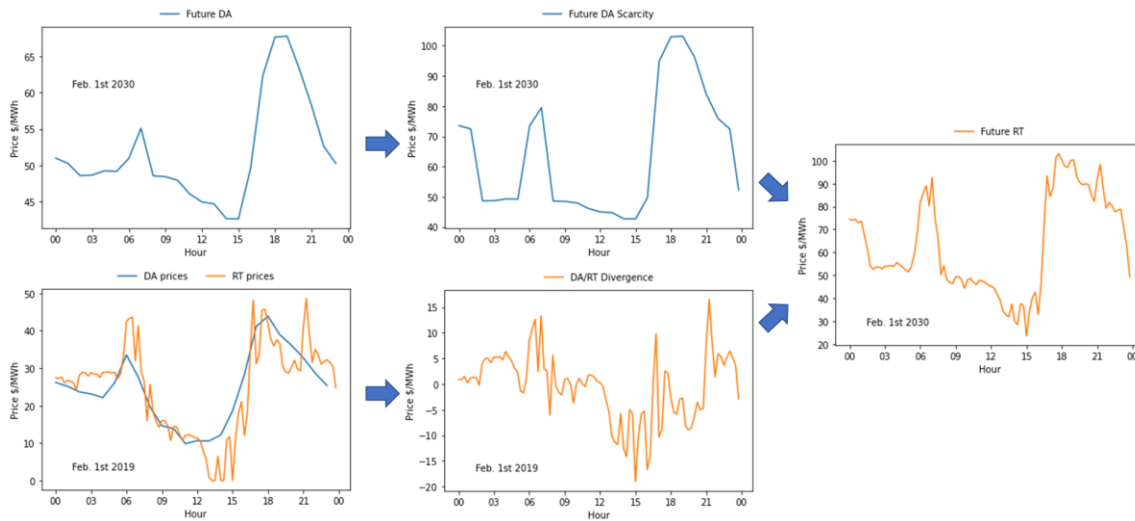 Future DA
Price $/MWh
65
60
55
50
45
Feb. 1st 2030
00 03 06 09 12 15 18 21 00
Hour
Future DA Scarcity
Price $/MWh
100
90
80
70
60
50
40
Feb. 1st 2030
00 03 06 09 12 15 18 21 00
Hour
DA prices RT prices
Price $/MWh
50
40
30
20
10
0
Feb. 1st 2019
00 03 06 09 12 15 18 21 00
Hour
DA/RT Divergence
Price $/MWh
15
10
5
0
−5
−10
−15
−20
Feb. 1st 2019
00 03 06 09 12 15 18 21 00
Hour
Future RT
Price $/MWh
100
90
80
70
60
50
40
30
20
Feb. 1st 2030
00 03 06 09 12 15 18 21 00
Hour